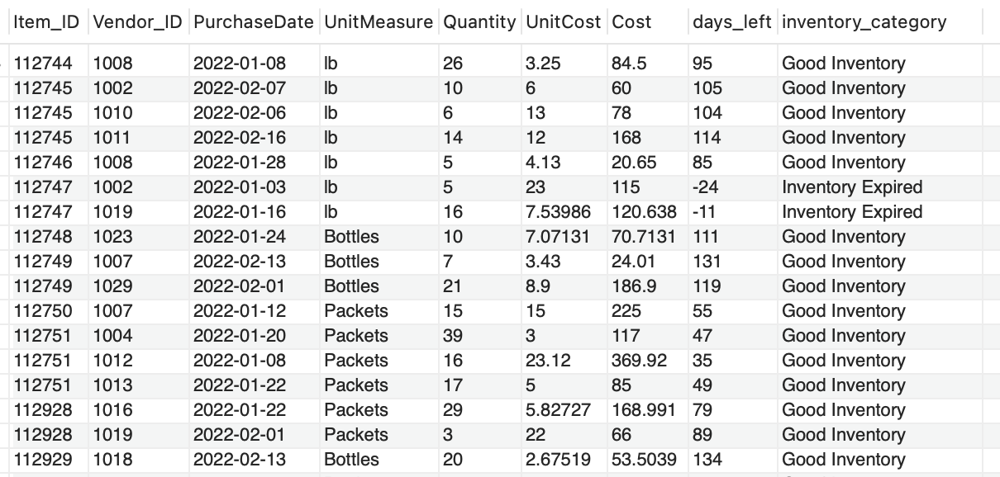 Item_ID Vendor_ID PurchaseDate UnitMeasure Quantity UnitCost Cost days_left inventory_category
112744 1008 2022-01-08 lb 26 3.25 84.5 95 Good Inventory
112745 1002 2022-02-07 lb 10 6 60 105 Good Inventory
112745 1010 2022-02-06 lb 6 13 78 104 Good Inventory
112745 1011 2022-02-16 lb 14 12 168 114 Good Inventory
112746 1008 2022-01-28 lb 5 4.13 20.65 85 Good Inventory
112747 1002 2022-01-03 lb 5 23 115 -24 Inventory Expired
112747 1019 2022-01-16 lb 16 7.53986 120.638 -11 Inventory Expired
112748 1023 2022-01-24 Bottles 10 7.07131 70.7131 111 Good Inventory
112749 1007 2022-02-13 Bottles 7 3.43 24.01 131 Good Inventory
112749 1029 2022-02-01 Bottles 21 8.9 186.9 119 Good Inventory
112750 1007 2022-01-12 Packets 15 15 225 55 Good Inventory
112751 1004 2022-01-20 Packets 39 3 117 47 Good Inventory
112751 1012 2022-01-08 Packets 16 23.12 369.92 35 Good Inventory
112751 1013 2022-01-22 Packets 17 5 85 49 Good Inventory
112928 1016 2022-01-22 Packets 29 5.82727 168.991 79 Good Inventory
112928 1019 2022-02-01 Packets 3 22 66 89 Good Inventory
112929 1018 2022-02-13 Bottles 20 2.67519 53.5039 134 Good Inventory